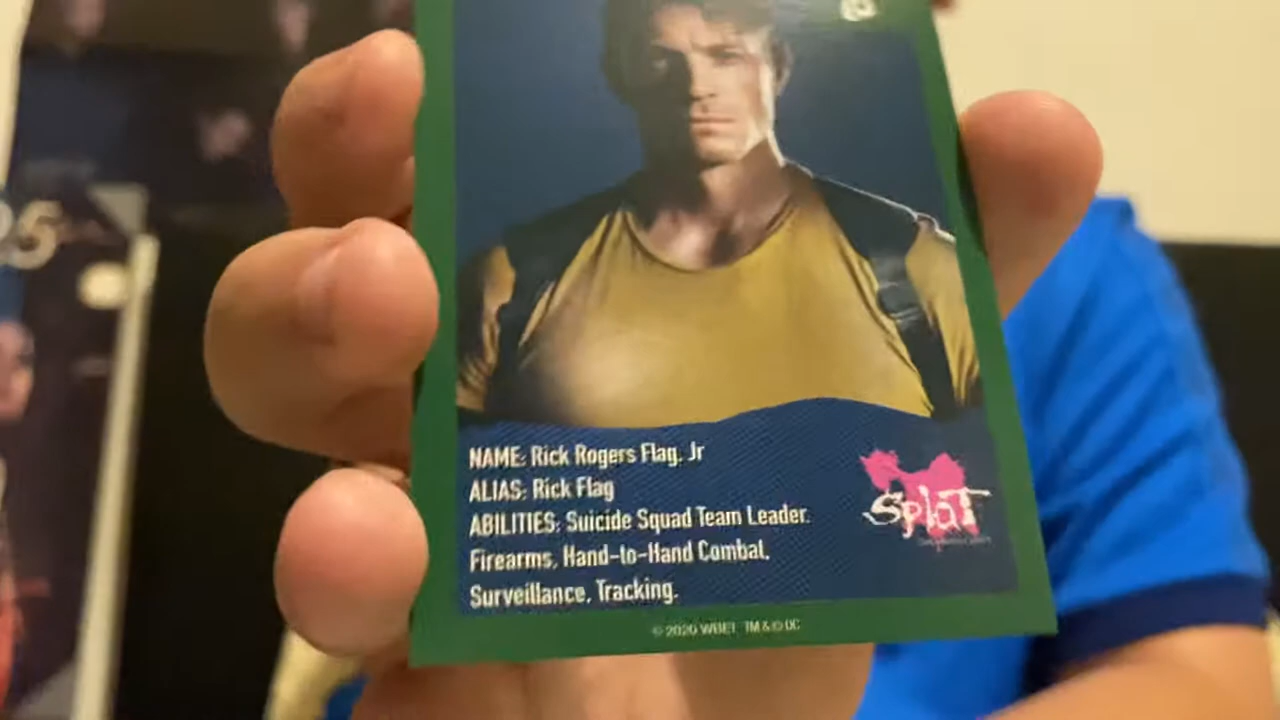 25
NAME: Rick Rogers Flag, Jr
ALIAS: Rick Flag
ABILITIES: Suicide Squad Team Leader.
Firearms, Hand-to-Hand Combat,
Surveillance, Tracking.
Splat
© 2020 WBEI TM & © DC